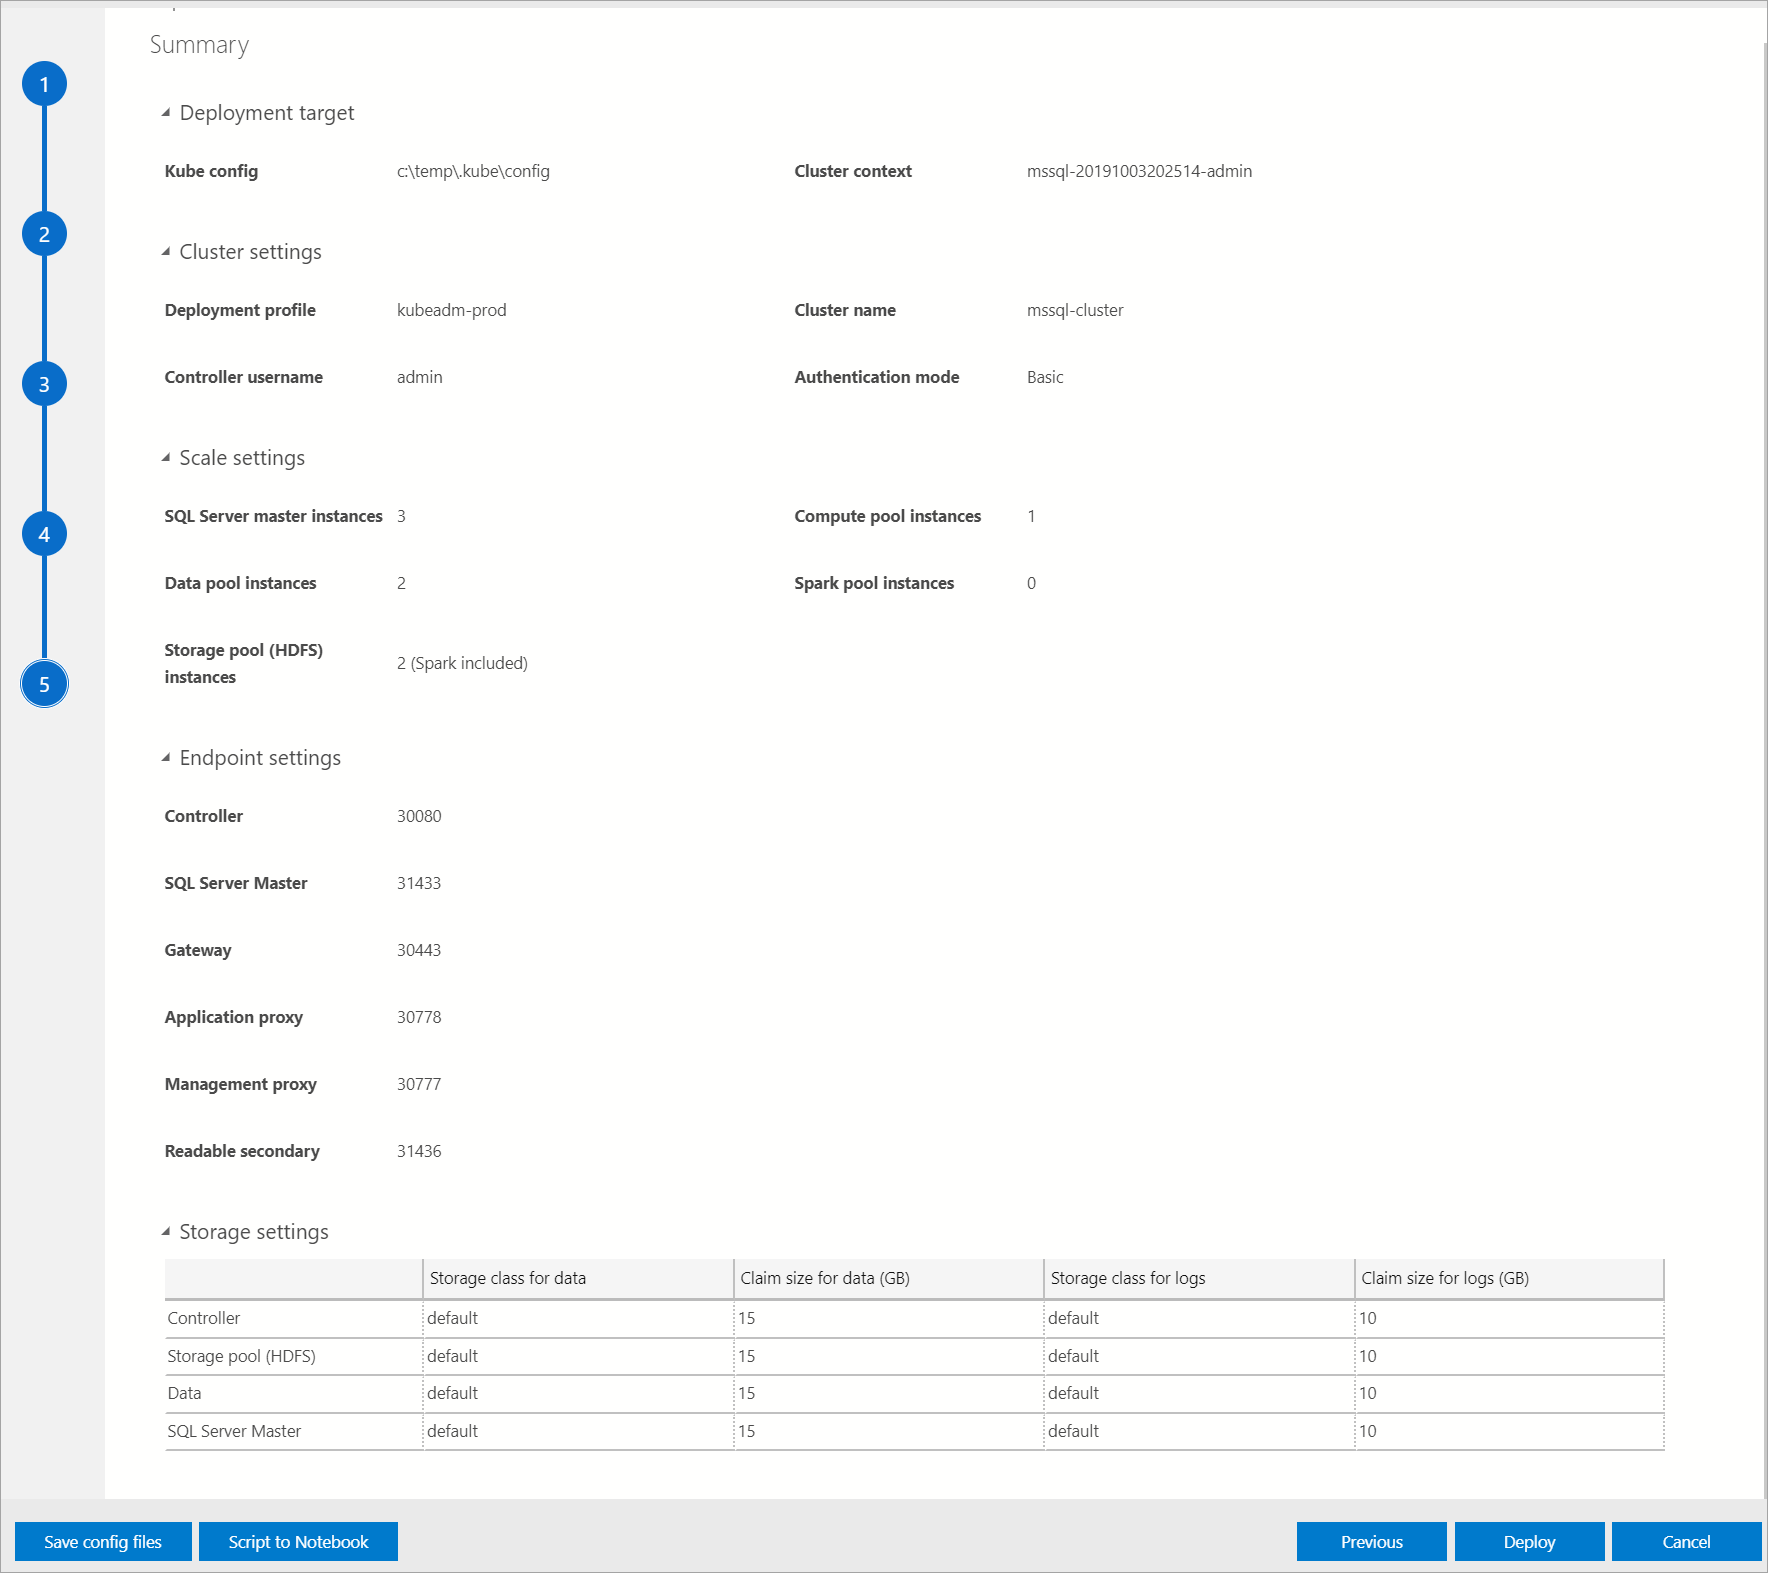 Summary
1
2
3
4
5
Deployment target
Kube config c:\temp\.kube\config Cluster context mssql-20191003202514-admin
Cluster settings
Deployment profile kubeadm-prod Cluster name mssql-cluster
Controller username admin Authentication mode Basic
Scale settings
SQL Server master instances 3 Compute pool instances 1
Data pool instances 2 Spark pool instances 0
Storage pool (HDFS)
instances 2 (Spark included)
Endpoint settings
Controller 30080
SQL Server Master 31433
Gateway 30443
Application proxy 30778
Management proxy 30777
Readable secondary 31436
Storage settings
Storage class for data Claim size for data (GB) Storage class for logs Claim size for logs (GB)
Controller default 15 default 10
Storage pool (HDFS) default 15 default 10
Data default 15 default 10
SQL Server Master default 15 default 10
Save config files Script to Notebook Previous Deploy Cancel